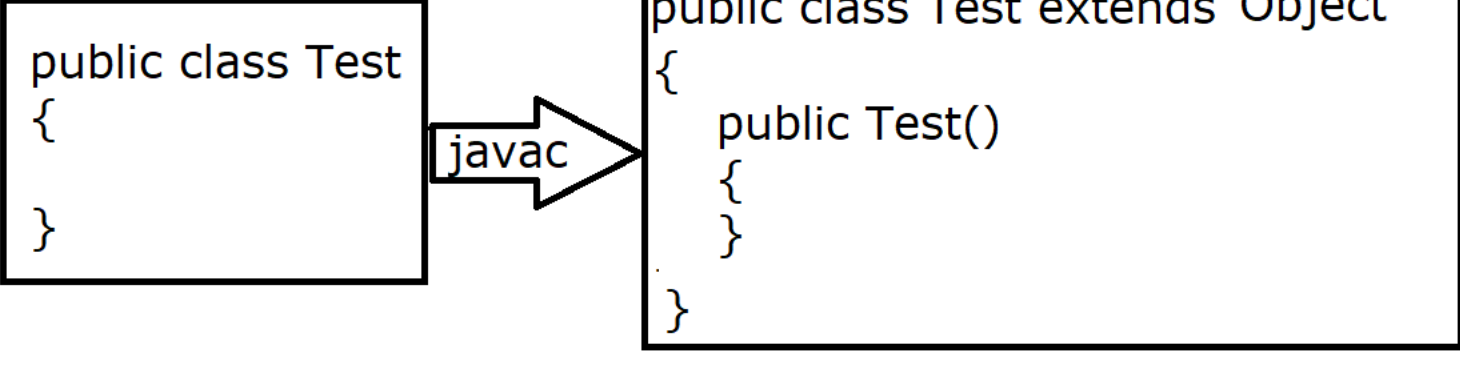 public class Test
{
}
javac
public class Test extends Object
{
public Test()
{
}
}